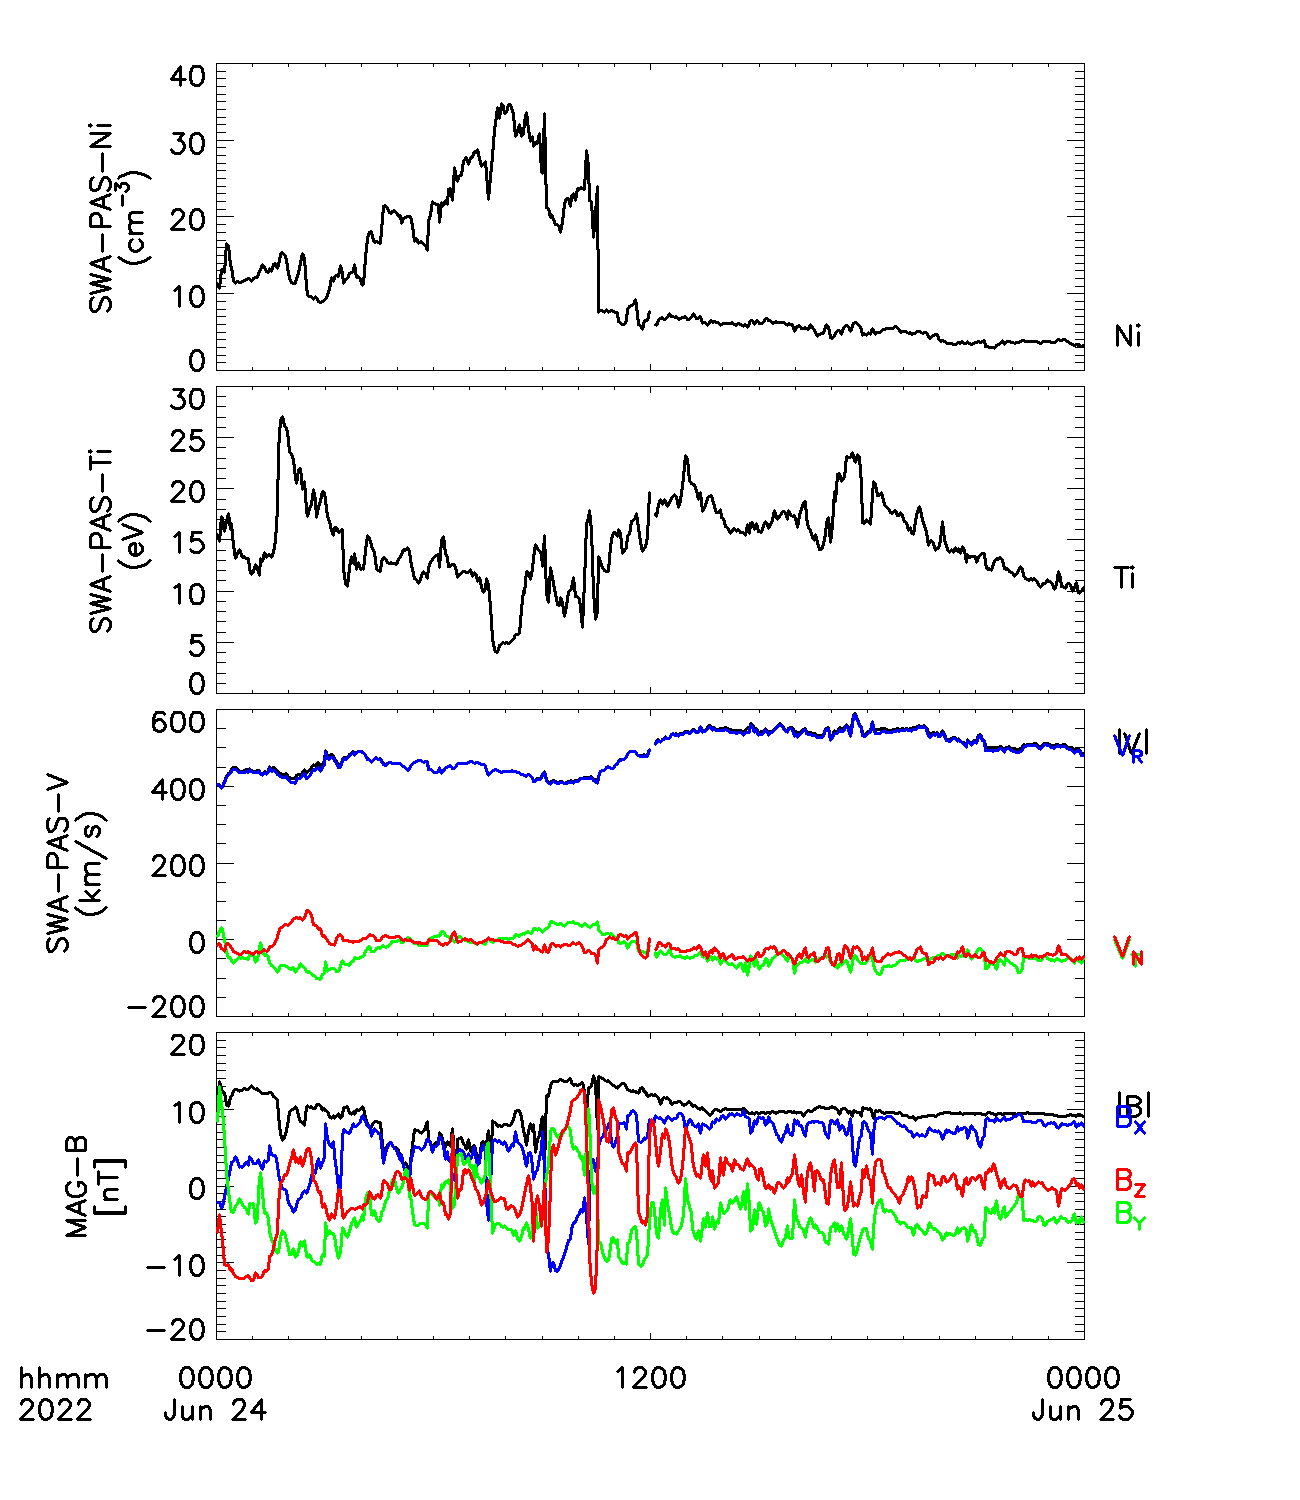 SWA-PAS-Ni
(cm⁻³)
40
30
20
10
0
Ni
SWA-PAS-Ti
(eV)
30
25
20
15
10
5
0
Ti
SWA-PAS-V
(km/s)
600
400
200
0
-200
|V|
V_R
V_N
MAG-B
[nT]
20
10
0
-10
-20
|B|
B_X
B_Z
B_Y
hhmm 0000 1200 0000
2022 Jun 24 Jun 25